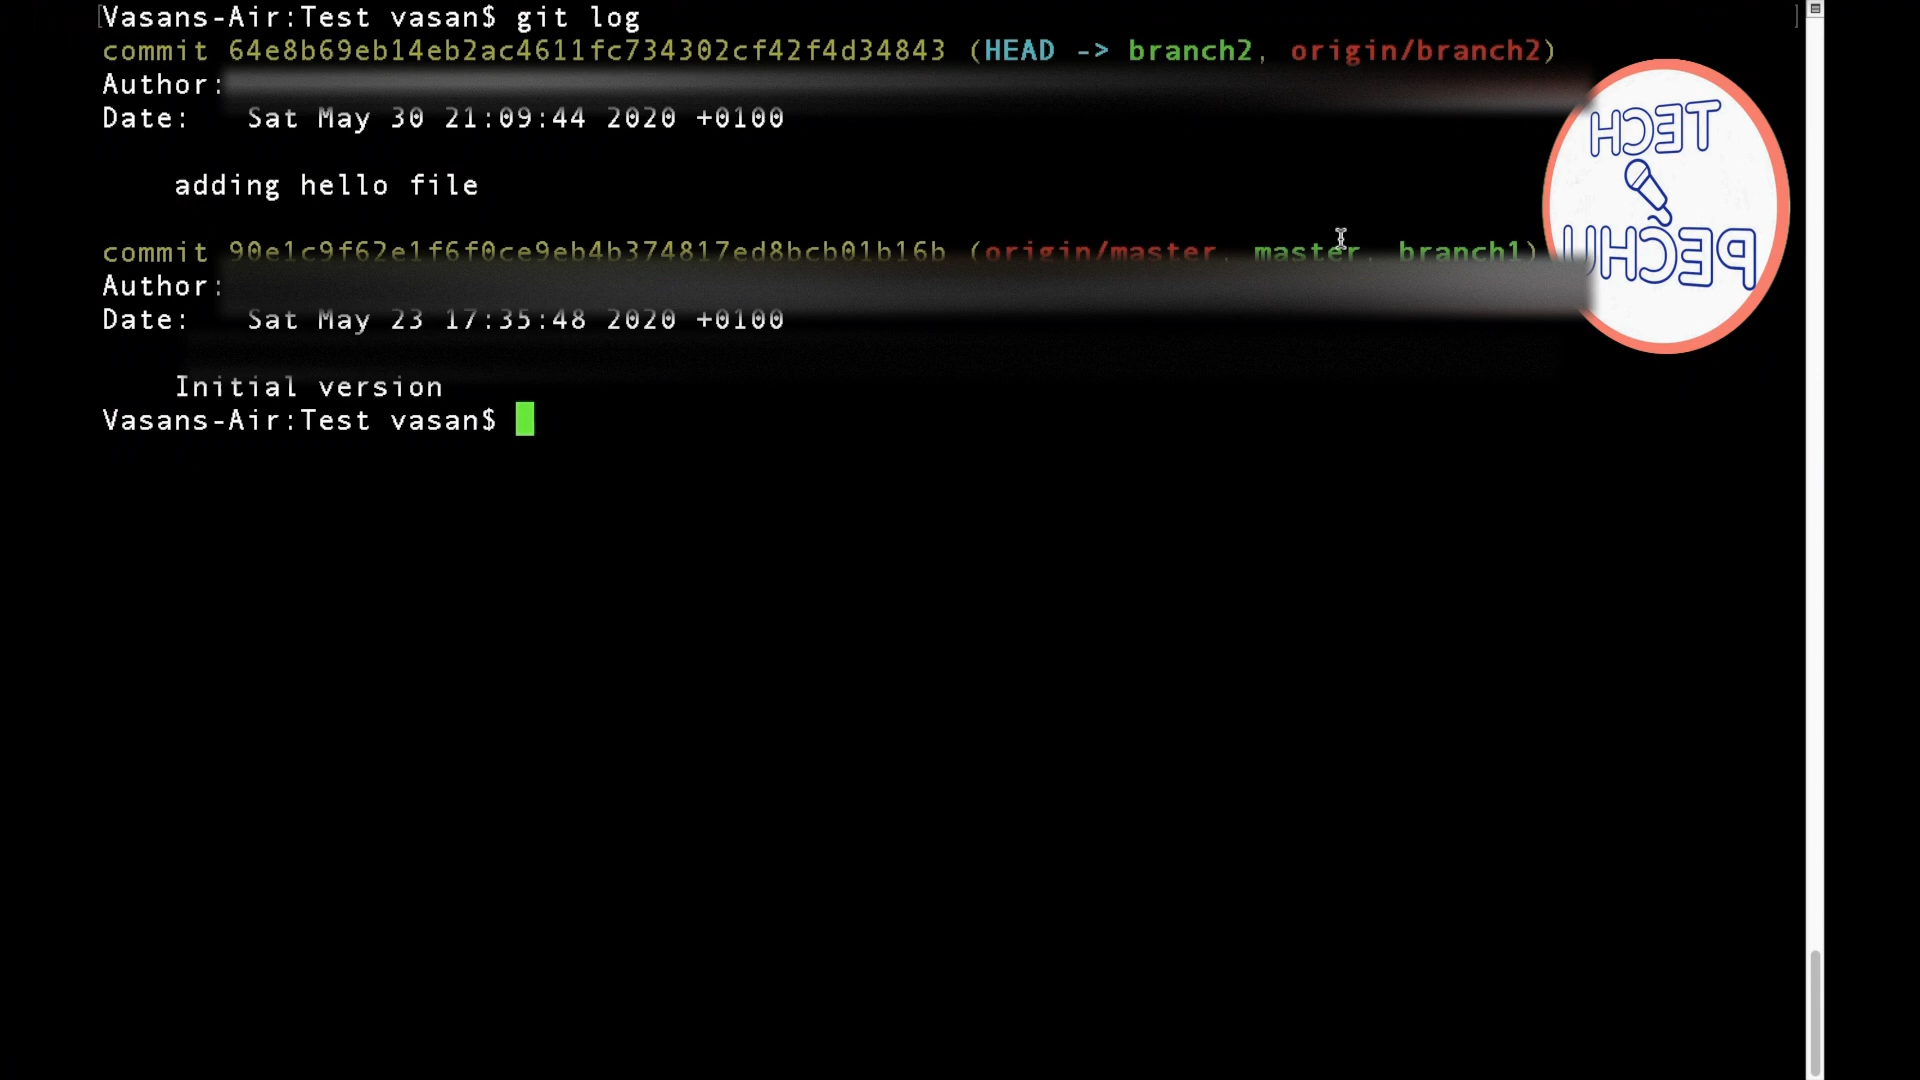 Vasans-Air:Test vasan$ git log
commit 64e8b69eb14eb2ac4611fc734302cf42f4d34843 (HEAD -> branch2, origin/branch2)
Author:
Date:   Sat May 30 21:09:44 2020 +0100
adding hello file
commit 90e1c9f62e1f6f0ce9eb4b374817ed8bcb01b16b (origin/master, master, branch1)
Author:
Date:   Sat May 23 17:35:48 2020 +0100
Initial version
Vasans-Air:Test vasan$
TECH
PECHU